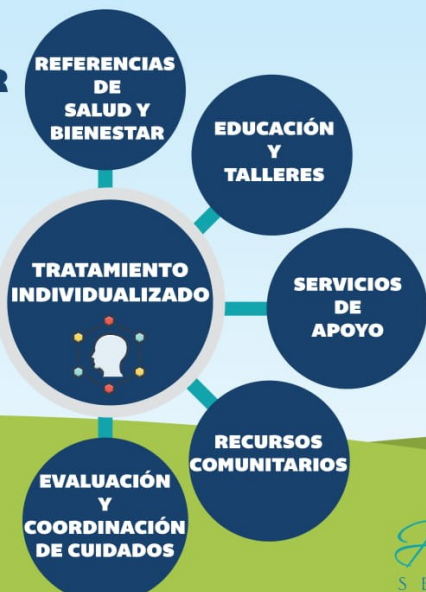 R
REFERENCIAS
DE
SALUD Y
BIENESTAR
EDUCACIÓN
Y
TALLERES
TRATAMIENTO
INDIVIDUALIZADO
SERVICIOS
DE
APOYO
RECURSOS
COMUNITARIOS
EVALUACIÓN
Y
COORDINACIÓN
DE CUIDADOS
S E